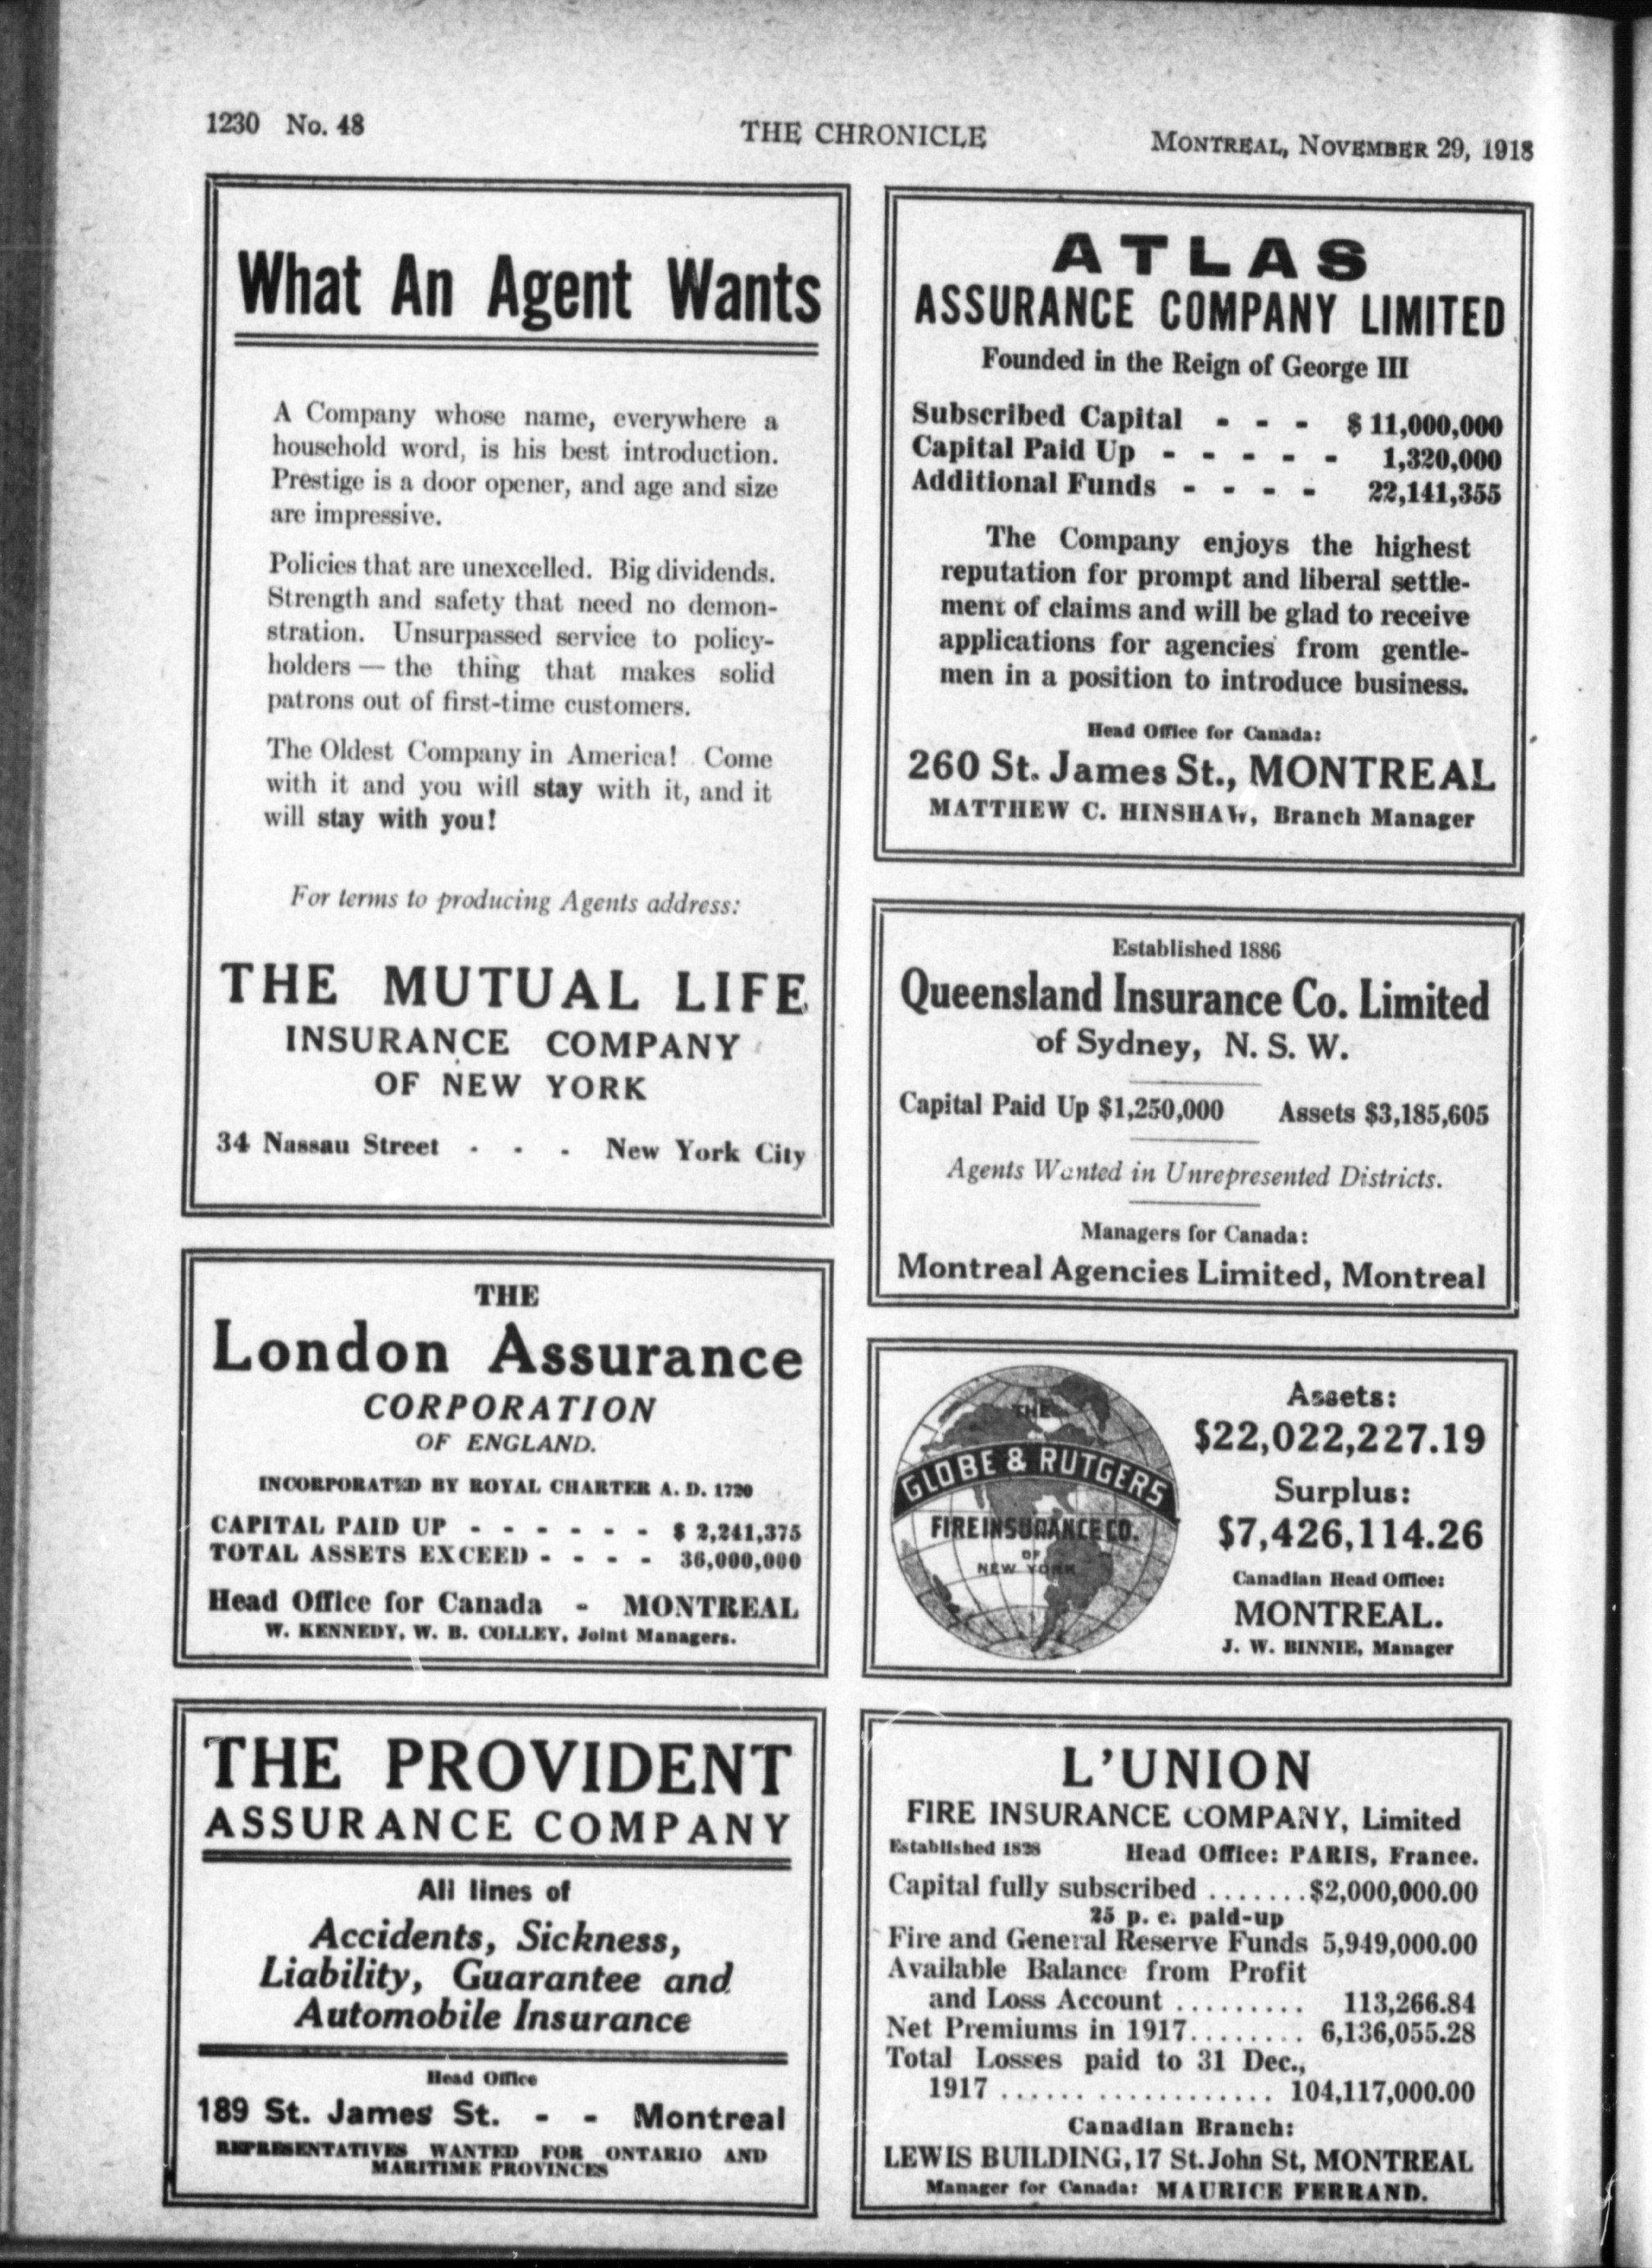 1230 No. 48
THE CHRONICLE
MONTREAL, NOVEMBER 29, 1918
What An Agent Wants
A Company whose name, everywhere a
household word, is his best introduction.
Prestige is a door opener, and age and size
are impressive.
Policies that are unexcelled. Big dividends.
Strength and safety that need no demon-
stration. Unsurpassed service to policy-
holders — the thing that makes solid
patrons out of first-time customers.
The Oldest Company in America! Come
with it and you will stay with it, and it
will stay with you!
For terms to producing Agents address:
THE MUTUAL LIFE
INSURANCE COMPANY
OF NEW YORK
34 Nassau Street - - - New York City
THE
London Assurance
CORPORATION
OF ENGLAND.
INCORPORATED BY ROYAL CHARTER A. D. 1720
CAPITAL PAID UP - - - - - - $ 2,241,375
TOTAL ASSETS EXCEED - - - - 36,000,000
Head Office for Canada - MONTREAL
W. KENNEDY, W. B. COLLEY, Joint Managers.
THE PROVIDENT
ASSURANCE COMPANY
All lines of
Accidents, Sickness,
Liability, Guarantee and
Automobile Insurance
Head Office
189 St. James St. - - Montreal
REPRESENTATIVES WANTED FOR ONTARIO AND
MARITIME PROVINCES
ATLAS
ASSURANCE COMPANY LIMITED
Founded in the Reign of George III
Subscribed Capital - - - $ 11,000,000
Capital Paid Up - - - - - 1,320,000
Additional Funds - - - - 22,141,355
The Company enjoys the highest
reputation for prompt and liberal settle-
ment of claims and will be glad to receive
applications for agencies from gentle-
men in a position to introduce business.
Head Office for Canada:
260 St. James St., MONTREAL
MATTHEW C. HINSHAW, Branch Manager
Established 1886
Queensland Insurance Co. Limited
of Sydney, N. S. W.
Capital Paid Up $1,250,000 Assets $3,185,605
Agents Wanted in Unrepresented Districts.
Managers for Canada:
Montreal Agencies Limited, Montreal
THE
GLOBE & RUTGERS
FIRE INSURANCE CO.
OF
NEW YORK
Assets:
$22,022,227.19
Surplus:
$7,426,114.26
Canadian Head Office:
MONTREAL.
J. W. BINNIE, Manager
L'UNION
FIRE INSURANCE COMPANY, Limited
Established 1828 Head Office: PARIS, France.
Capital fully subscribed .......$2,000,000.00
25 p. c. paid-up
Fire and General Reserve Funds 5,949,000.00
Available Balance from Profit
and Loss Account ......... 113,266.84
Net Premiums in 1917........ 6,136,055.28
Total Losses paid to 31 Dec.,
1917 ...... ................... 104,117,000.00
Canadian Branch:
LEWIS BUILDING, 17 St. John St, MONTREAL
Manager for Canada: MAURICE FERRAND.